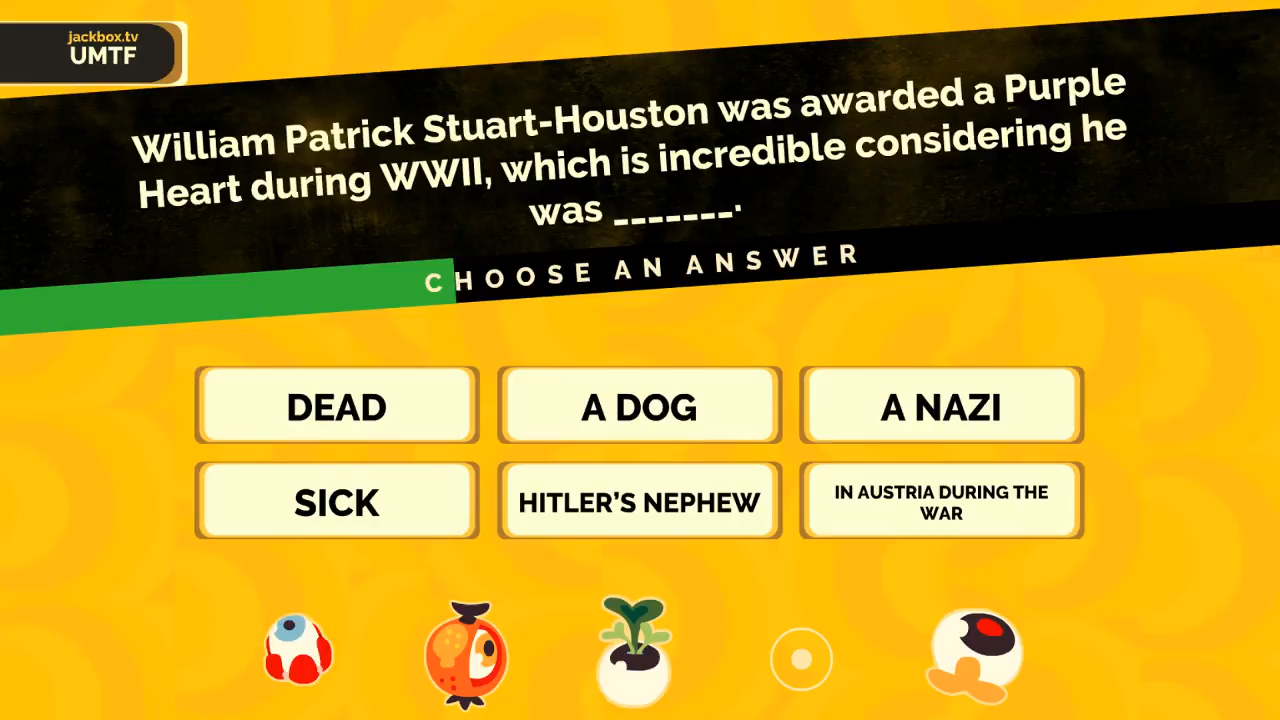 jackbox.tv
UMTF
William Patrick Stuart-Houston was awarded a Purple
Heart during WWII, which is incredible considering he
was _______.
CHOOSE AN ANSWER
DEAD
A DOG
A NAZI
SICK
HITLER’S NEPHEW
IN AUSTRIA DURING THE
WAR